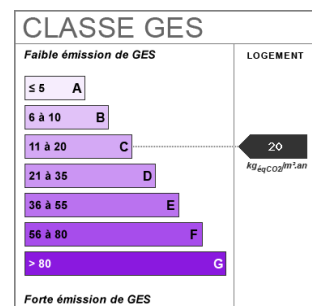 CLASSE GES
Faible émission de GES
LOGEMENT
≤ 5 A
6 à 10 B
11 à 20 C
20
kgéqCO2/m².an
21 à 35 D
36 à 55 E
56 à 80 F
> 80 G
Forte émission de GES